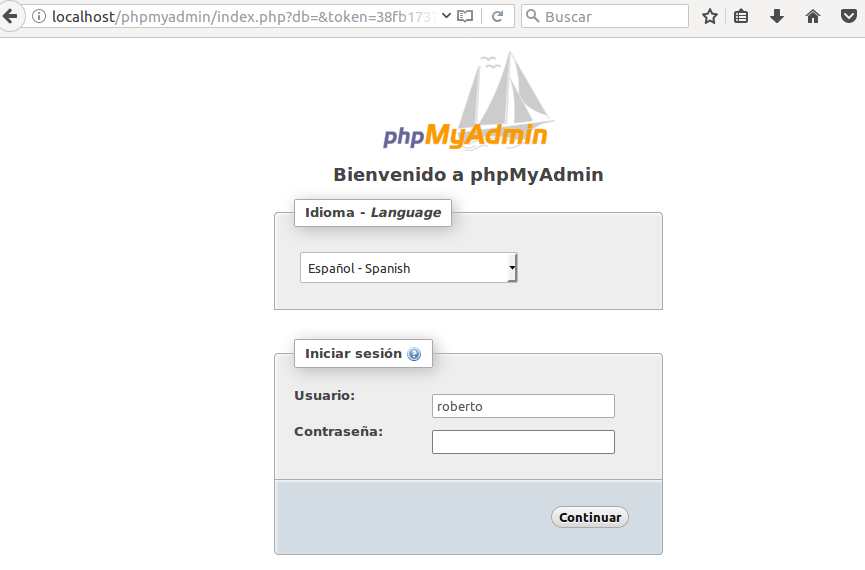 localhost/phpmyadmin/index.php?db=&token=38fb173
Buscar
phpMyAdmin
Bienvenido a phpMyAdmin
Idioma - Language
Español - Spanish
Iniciar sesión
Usuario:
roberto
Contraseña:
Continuar